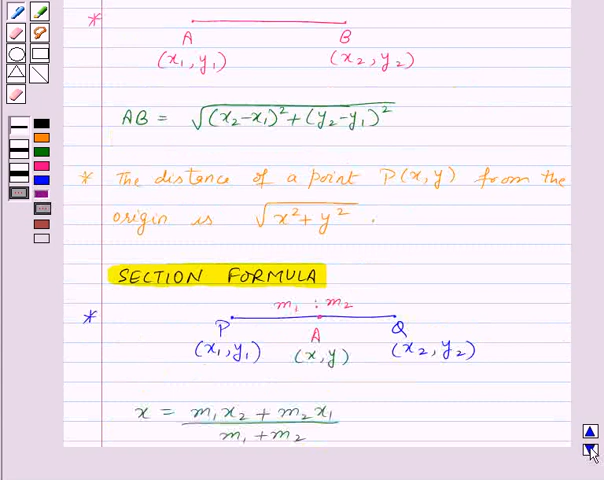 *
A B
(x₁,y₁) (x₂,y₂)
AB = √(x₂-x₁)²+(y₂-y₁)²
* The distance of a point P(x,y) from the
origin is √x²+y² .
SECTION FORMULA
m₁ : m₂
*
P A Q
(x₁,y₁) (x,y) (x₂,y₂)
x = m₁x₂ + m₂x₁
m₁ + m₂